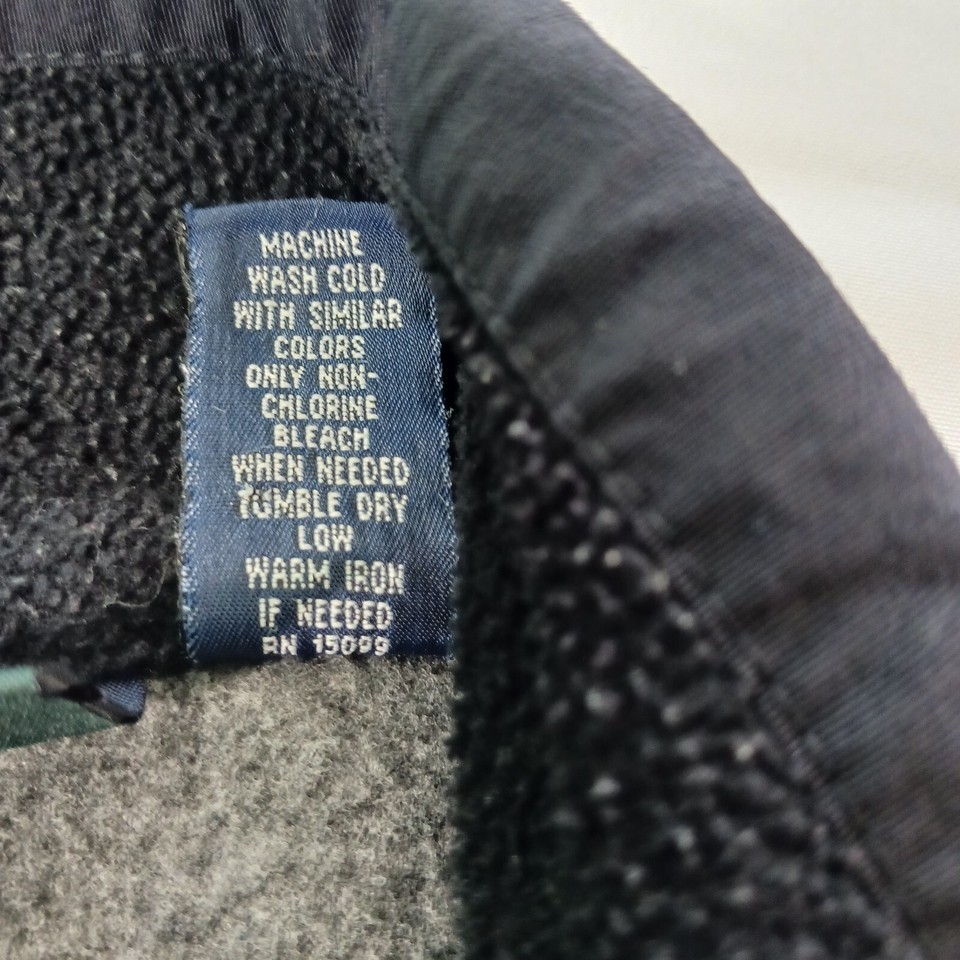 MACHINE
WASH COLD
WITH SIMILAR
COLORS
ONLY NON-
CHLORINE
BLEACH
WHEN NEEDED
TUMBLE DRY
LOW
WARM IRON
IF NEEDED
RN 15099